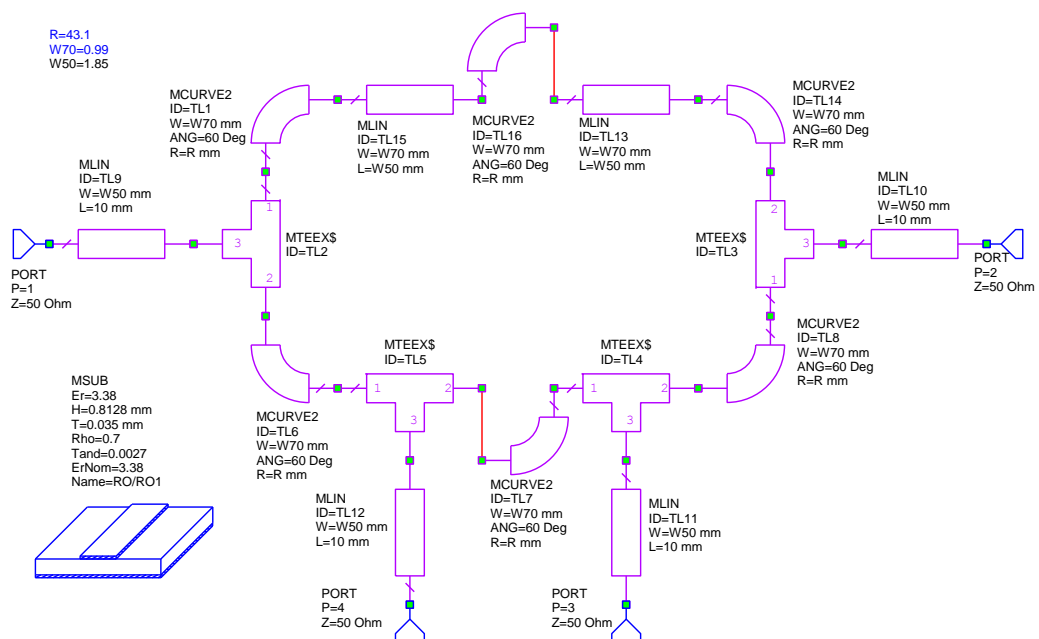 R=43.1
W70=0.99
W50=1.85
MCURVE2
ID=TL1
W=W70 mm
ANG=60 Deg
R=R mm
MLIN
ID=TL15
W=W70 mm
L=W50 mm
MCURVE2
ID=TL16
W=W70 mm
ANG=60 Deg
R=R mm
MLIN
ID=TL13
W=W70 mm
L=W50 mm
MCURVE2
ID=TL14
W=W70 mm
ANG=60 Deg
R=R mm
MLIN
ID=TL9
W=W50 mm
L=10 mm
MLIN
ID=TL10
W=W50 mm
L=10 mm
1
3
2
MTEEX$
ID=TL2
MTEEX$
ID=TL3
2
3
1
PORT
P=1
Z=50 Ohm
PORT
P=2
Z=50 Ohm
MCURVE2
ID=TL8
W=W70 mm
ANG=60 Deg
R=R mm
MTEEX$
ID=TL5
1
2
3
MTEEX$
ID=TL4
1
2
3
MCURVE2
ID=TL6
W=W70 mm
ANG=60 Deg
R=R mm
MSUB
Er=3.38
H=0.8128 mm
T=0.035 mm
Rho=0.7
Tand=0.0027
ErNom=3.38
Name=RO/RO1
MLIN
ID=TL12
W=W50 mm
L=10 mm
MCURVE2
ID=TL7
W=W70 mm
ANG=60 Deg
R=R mm
MLIN
ID=TL11
W=W50 mm
L=10 mm
PORT
P=4
Z=50 Ohm
PORT
P=3
Z=50 Ohm